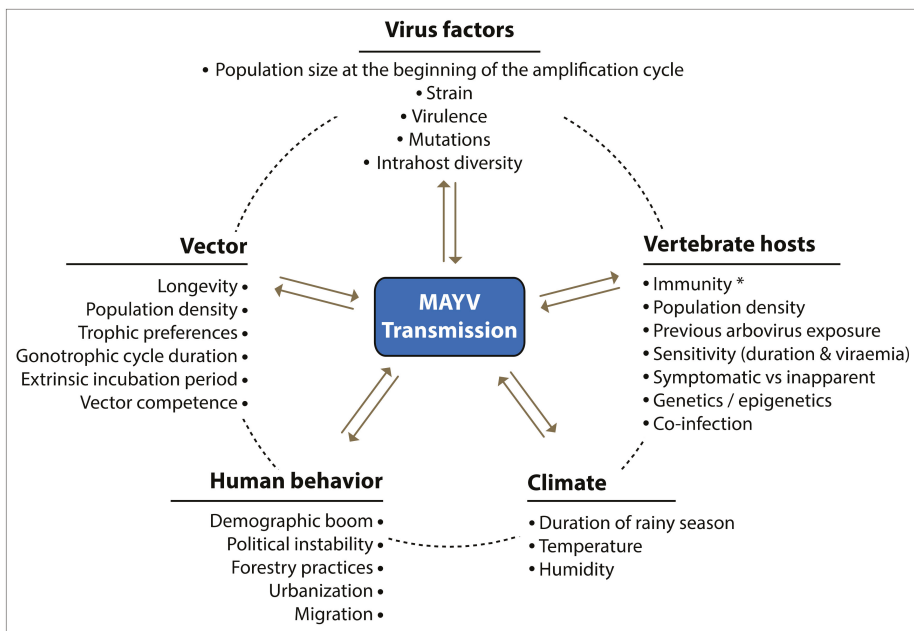 Virus factors
• Population size at the beginning of the amplification cycle
• Strain
• Virulence
• Mutations
• Intrahost diversity
Vector
Longevity •
Population density •
Trophic preferences •
Gonotrophic cycle duration •
Extrinsic incubation period •
Vector competence •
MAYV
Transmission
Vertebrate hosts
• Immunity *
• Population density
• Previous arbovirus exposure
• Sensitivity (duration & viraemia)
• Symptomatic vs inapparent
• Genetics / epigenetics
• Co-infection
Human behavior
Demographic boom •
Political instability •
Forestry practices •
Urbanization •
Migration •
Climate
• Duration of rainy season
• Temperature
• Humidity